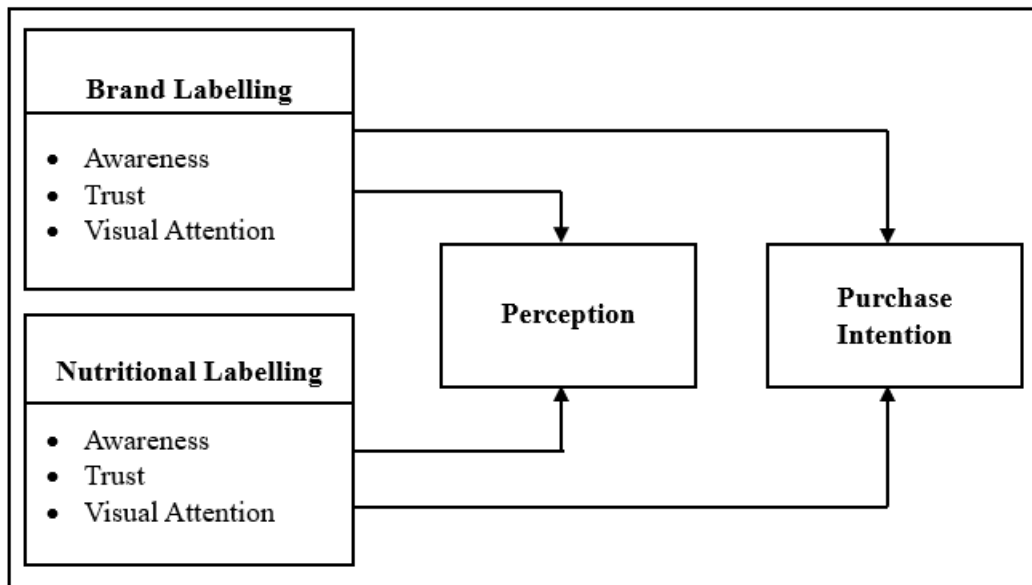 Brand Labelling
• Awareness
• Trust
• Visual Attention
Nutritional Labelling
• Awareness
• Trust
• Visual Attention
Perception
Purchase
Intention